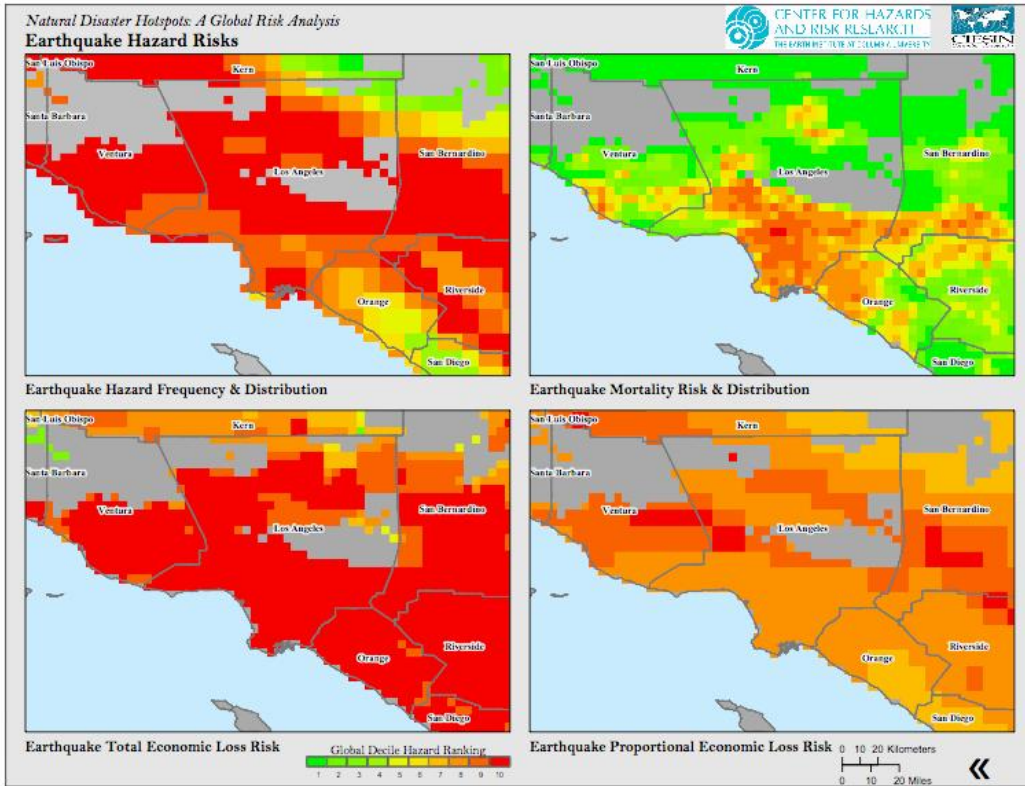 Natural Disaster Hotspots: A Global Risk Analysis
Earthquake Hazard Risks
CENTER FOR HAZARDS
AND RISK RESEARCH
THE EARTH INSTITUTE AT COLUMBIA UNIVERSITY
CIESIN
San Luis Obispo
Kern
Santa Barbara
Ventura
San Bernardino
Los Angeles
Riverside
Orange
San Diego
Earthquake Hazard Frequency & Distribution
San Luis Obispo
Kern
Santa Barbara
Ventura
San Bernardino
Los Angeles
Riverside
Orange
San Diego
Earthquake Mortality Risk & Distribution
San Luis Obispo
Kern
Santa Barbara
Ventura
San Bernardino
Los Angeles
Riverside
Orange
San Diego
Earthquake Total Economic Loss Risk
San Luis Obispo
Kern
Santa Barbara
Ventura
San Bernardino
Los Angeles
Riverside
Orange
San Diego
Earthquake Proportional Economic Loss Risk
Global Decile Hazard Ranking
1 2 3 4 5 6 7 8 9 10
0 10 20 Kilometers
0 10 20 Miles
«